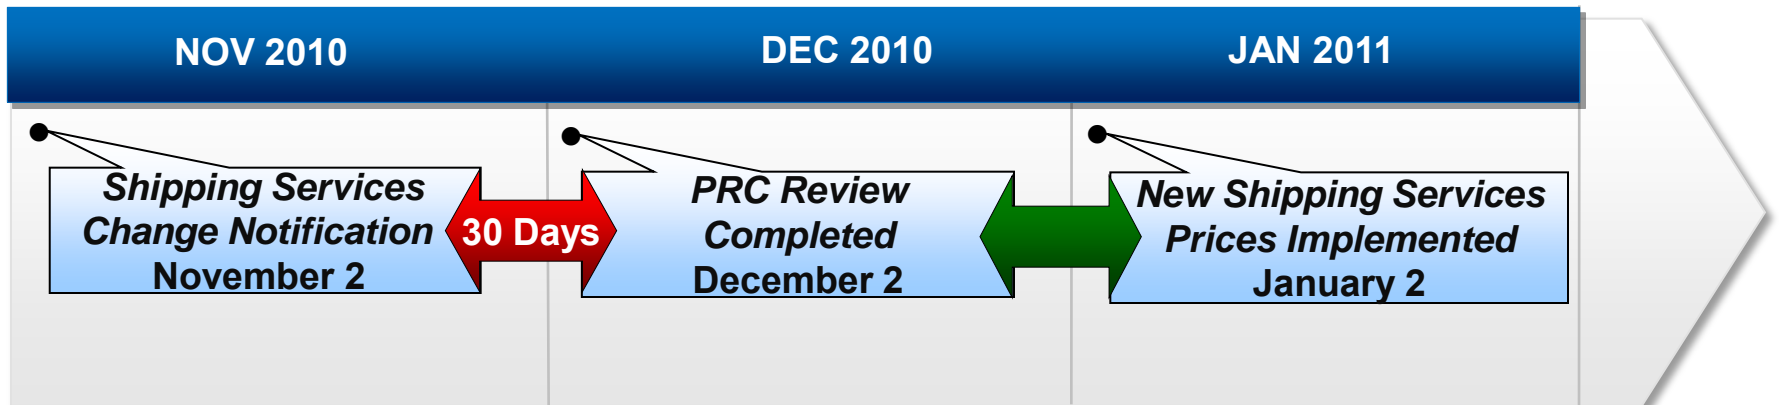 NOV 2010
DEC 2010
JAN 2011
Shipping Services
Change Notification
November 2
30 Days
PRC Review
Completed
December 2
New Shipping Services
Prices Implemented
January 2